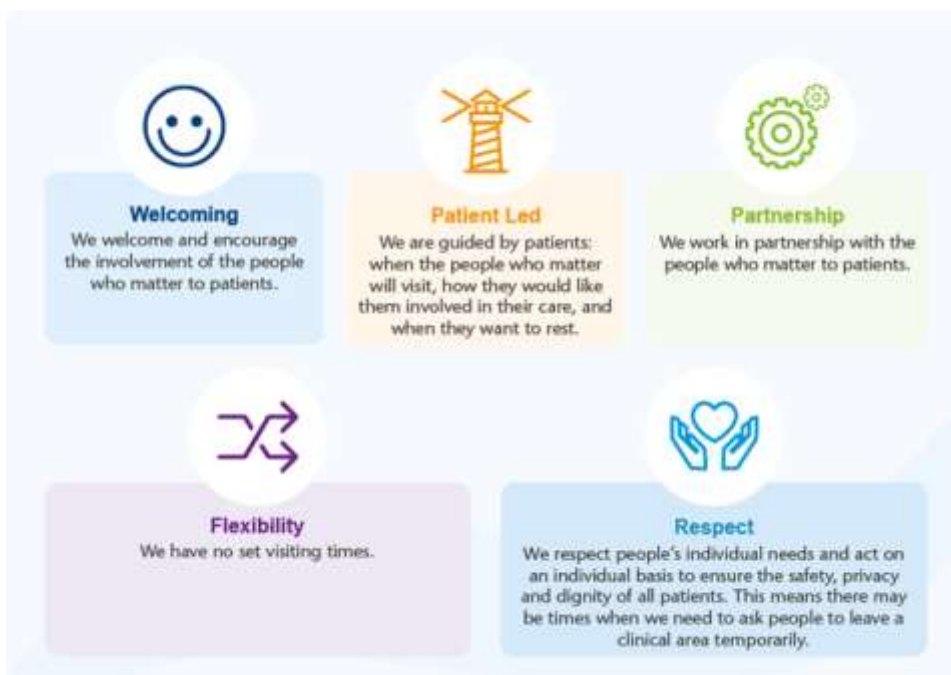 Welcoming
We welcome and encourage
the involvement of the people
who matter to patients.
Patient Led
We are guided by patients:
when the people who matter
will visit, how they would like
them involved in their care, and
when they want to rest.
Partnership
We work in partnership with the
people who matter to patients.
Flexibility
We have no set visiting times.
Respect
We respect people's individual needs and act on
an individual basis to ensure the safety, privacy
and dignity of all patients. This means there may
be times when we need to ask people to leave a
clinical area temporarily.